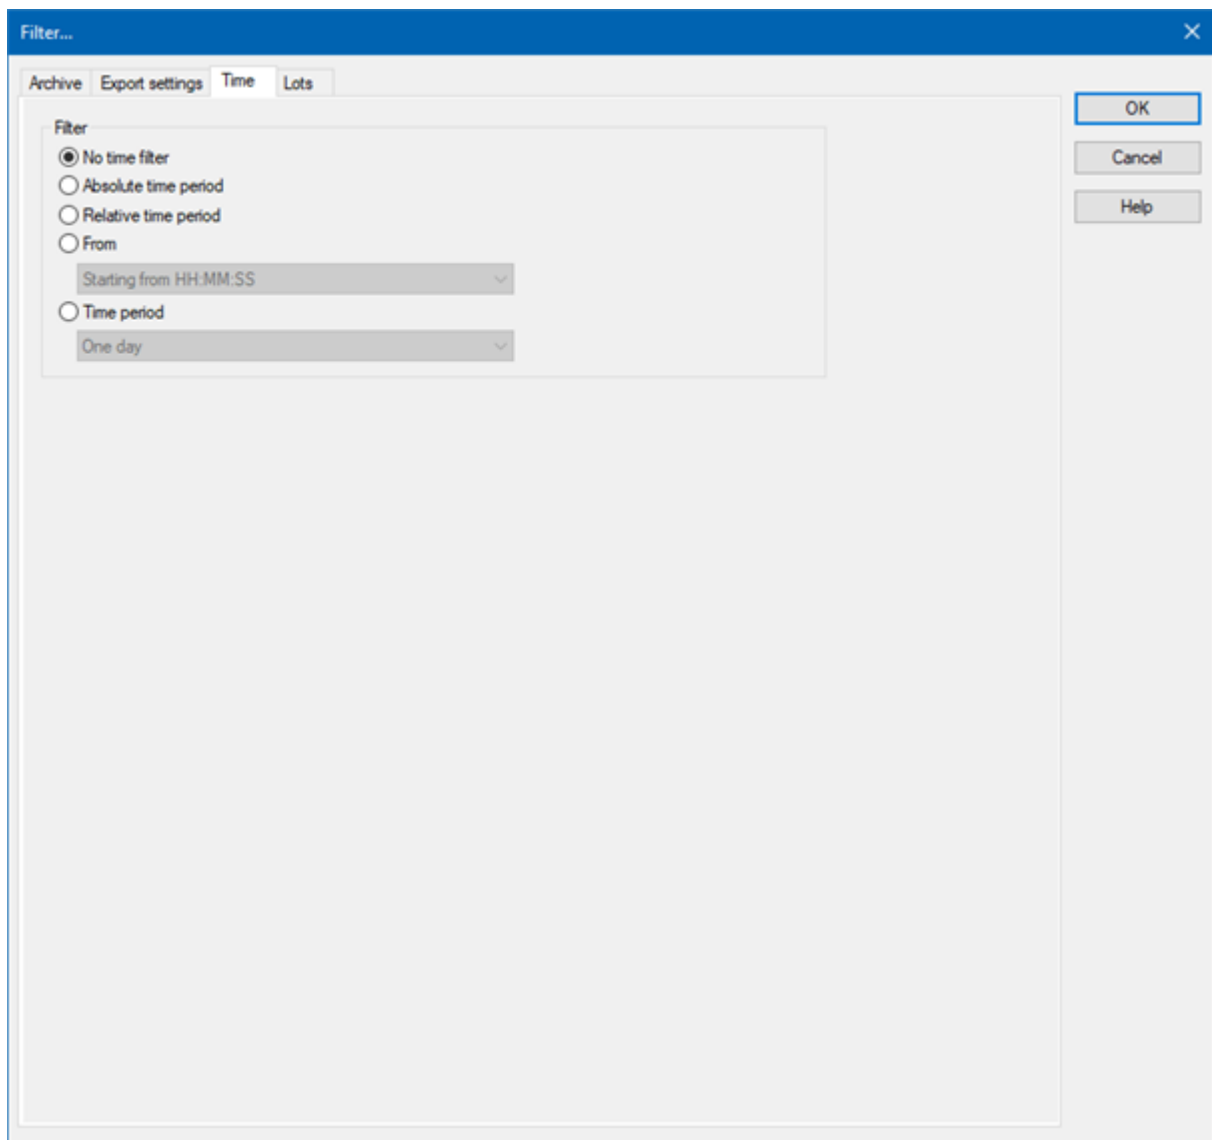 Filter...
Archive Export settings Time Lots
OK
Cancel
Help
Filter
No time filter
Absolute time period
Relative time period
From
Starting from HH:MM:SS
Time period
One day